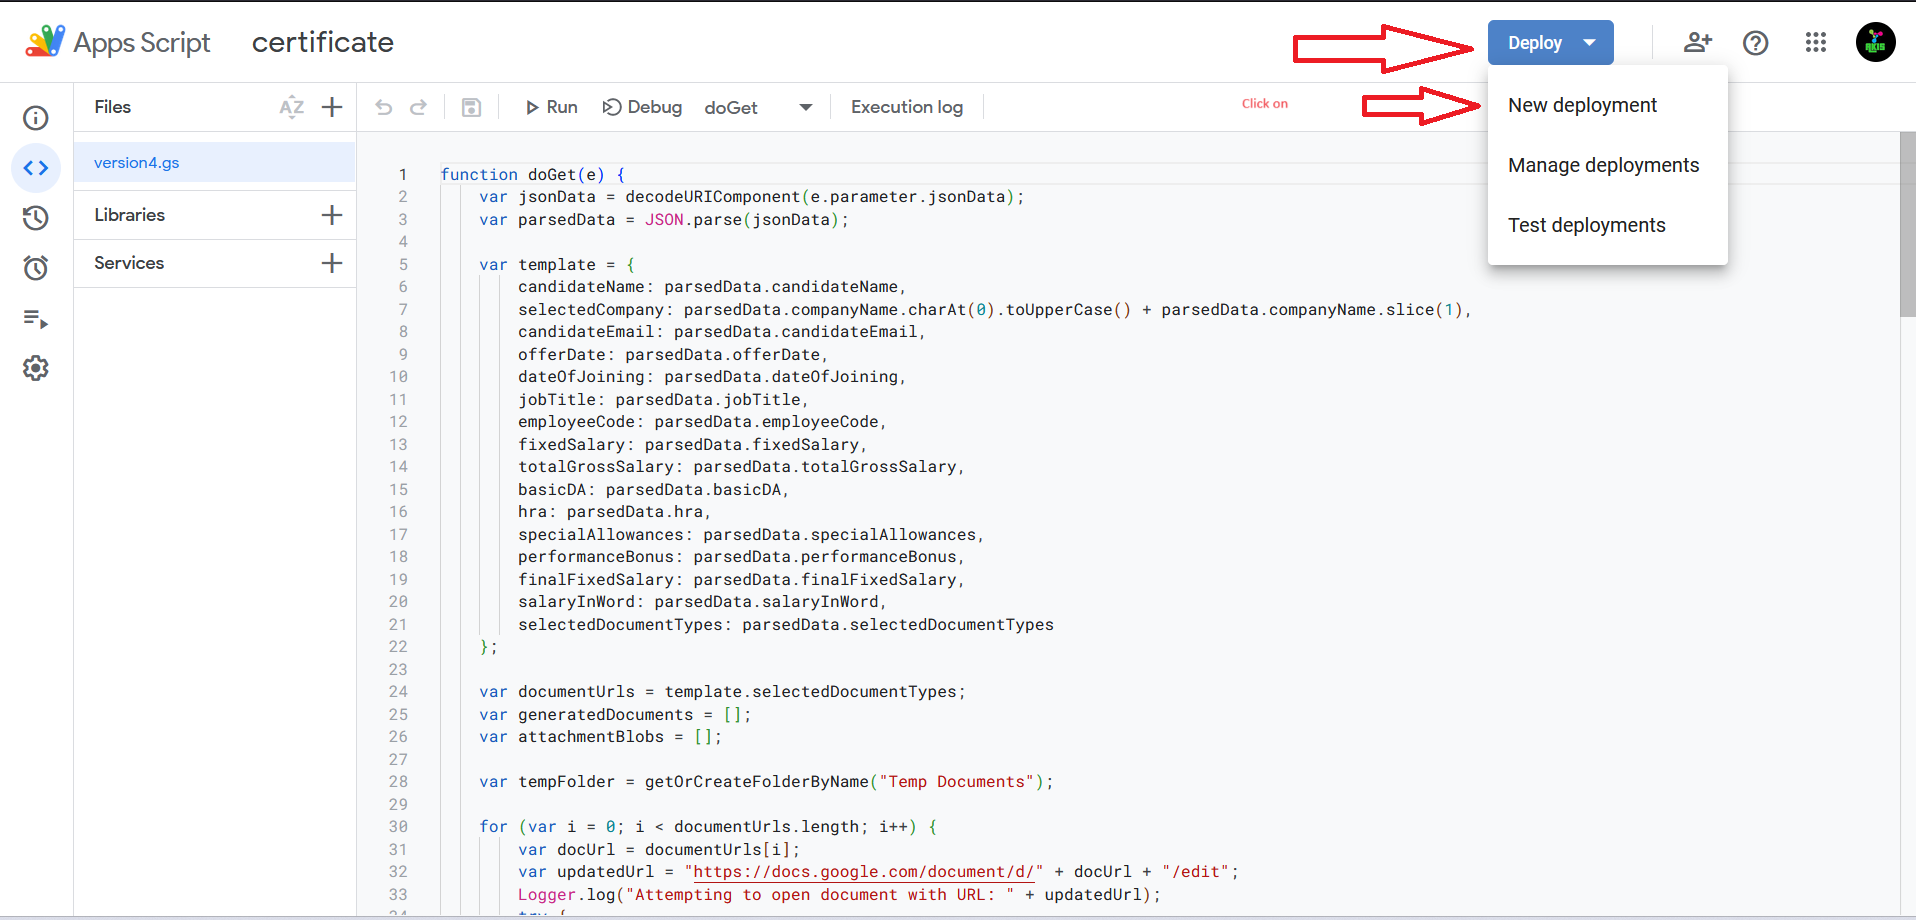 Apps Script certificate Deploy
RKIS
Files AZ Run Debug doGet Execution log Click on New deployment
version4.gs
Manage deployments
Libraries
Test deployments
Services
1 function doGet(e) {
2 var jsonData = decodeURIComponent(e.parameter.jsonData);
3 var parsedData = JSON.parse(jsonData);
4
5 var template = {
6 candidateName: parsedData.candidateName,
7 selectedCompany: parsedData.companyName.charAt(0).toUpperCase() + parsedData.companyName.slice(1),
8 candidateEmail: parsedData.candidateEmail,
9 offerDate: parsedData.offerDate,
10 dateOfJoining: parsedData.dateOfJoining,
11 jobTitle: parsedData.jobTitle,
12 employeeCode: parsedData.employeeCode,
13 fixedSalary: parsedData.fixedSalary,
14 totalGrossSalary: parsedData.totalGrossSalary,
15 basicDA: parsedData.basicDA,
16 hra: parsedData.hra,
17 specialAllowances: parsedData.specialAllowances,
18 performanceBonus: parsedData.performanceBonus,
19 finalFixedSalary: parsedData.finalFixedSalary,
20 salaryInWord: parsedData.salaryInWord,
21 selectedDocumentTypes: parsedData.selectedDocumentTypes
22 };
23
24 var documentUrls = template.selectedDocumentTypes;
25 var generatedDocuments = [];
26 var attachmentBlobs = [];
27
28 var tempFolder = getOrCreateFolderByName("Temp Documents");
29
30 for (var i = 0; i < documentUrls.length; i++) {
31 var docUrl = documentUrls[i];
32 var updatedUrl = "https://docs.google.com/document/d/" + docUrl + "/edit";
33 Logger.log("Attempting to open document with URL: " + updatedUrl);
34 try {